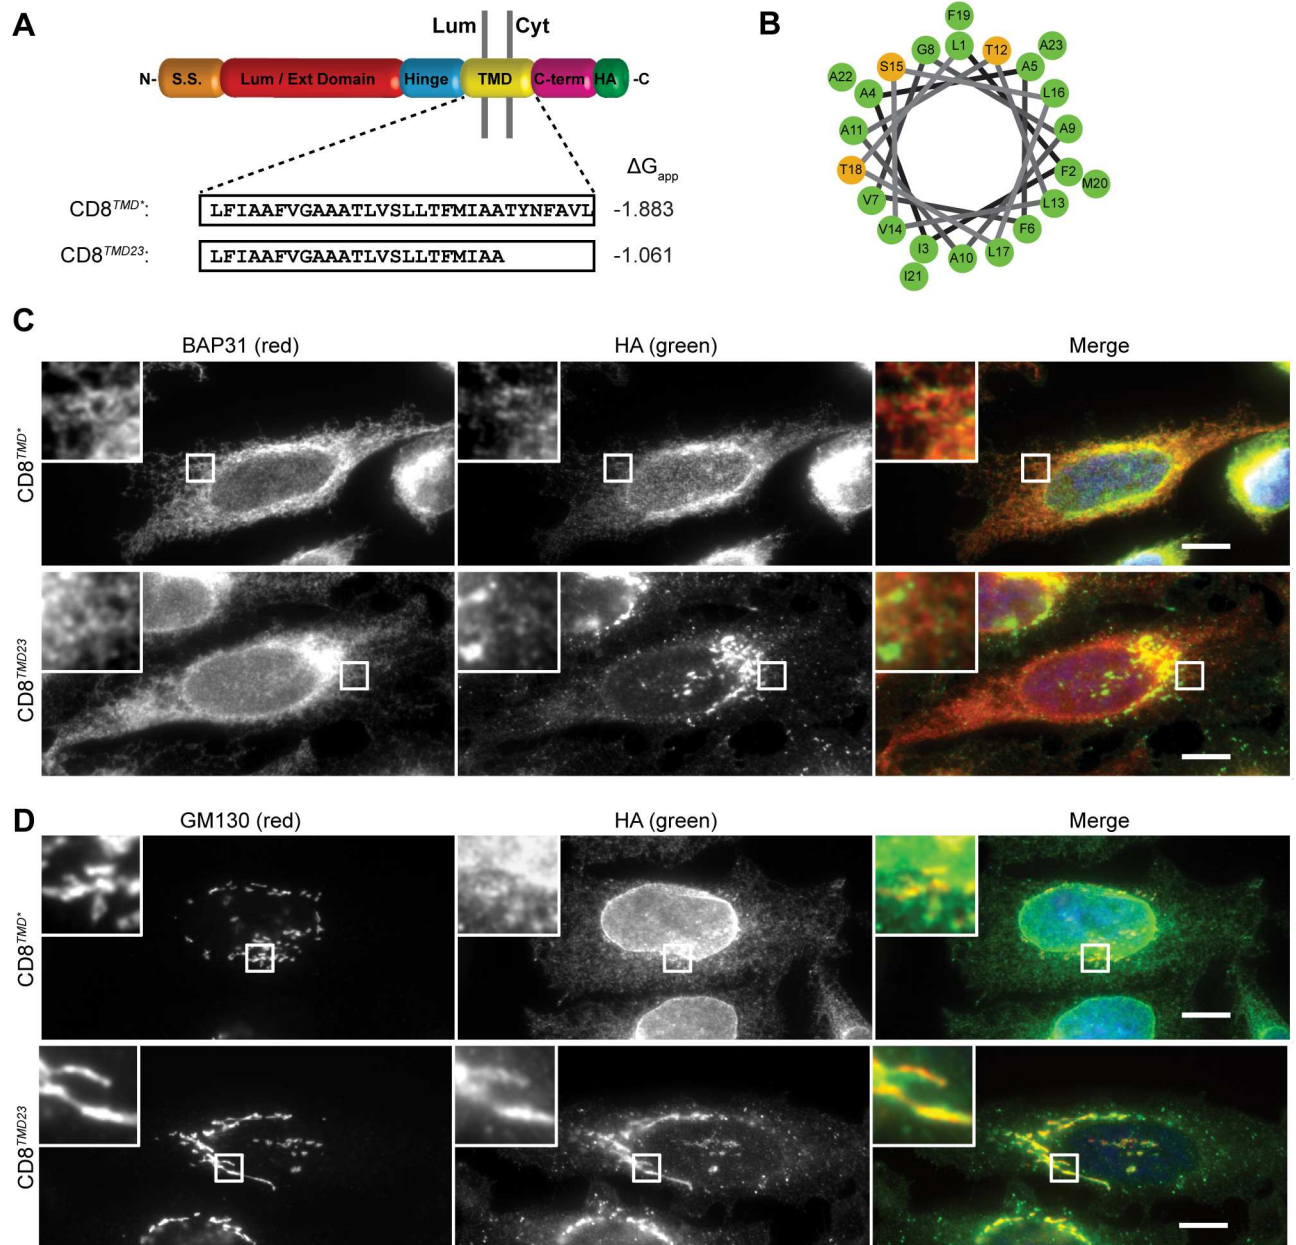 A
Lum Cyt
N- S.S. Lum / Ext Domain Hinge TMD C-term HA -C
ΔGapp
CD8TMD*: LFIAAFVGAAATLVSLLTFMIAATYNFAVL -1.883
CD8TMD23: LFIAAFVGAAATLVSLLTFMIAA -1.061
B
F19
G8 L1 T12 A23
S15 A5
A22 A4 L16
A11 A9
T18 F2 M20
V7 L13
V14 F6
I3 A10 L17
I21
C
BAP31 (red) HA (green) Merge
CD8TMD*
CD8TMD23
D
GM130 (red) HA (green) Merge
CD8TMD*
CD8TMD23